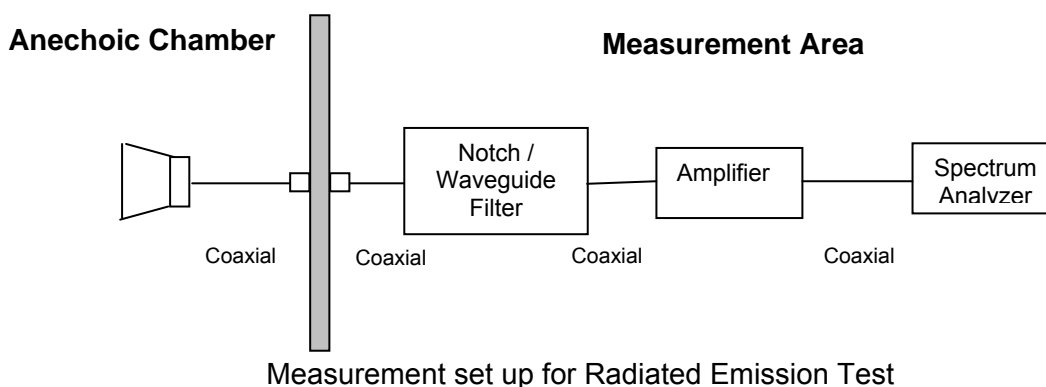 Anechoic Chamber
Measurement Area
Notch /
Waveguide
Filter
Amplifier
Spectrum
Analyzer
Coaxial
Coaxial
Coaxial
Coaxial
Measurement set up for Radiated Emission Test